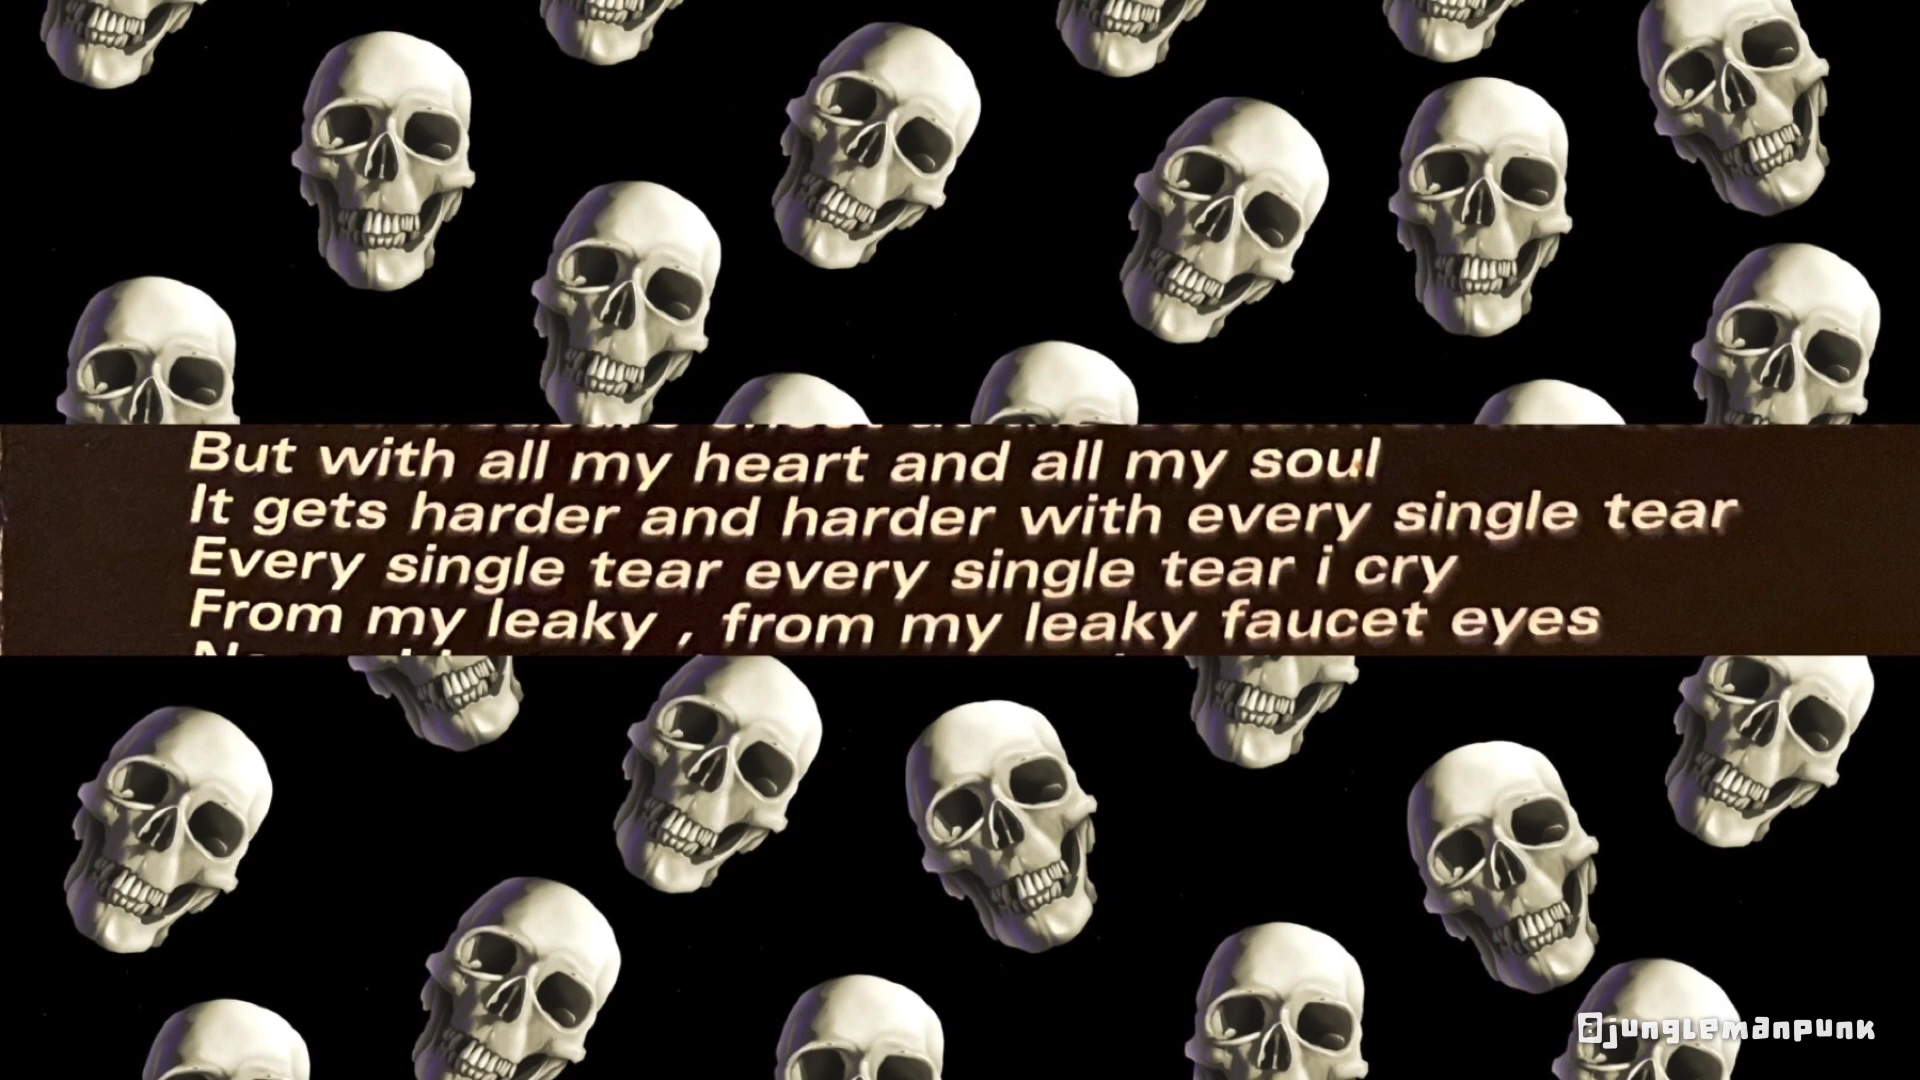 But with all my heart and all my soul
It gets harder and harder with every single tear
Every single tear every single tear i cry
From my leaky , from my leaky faucet eyes
@junglemanpunk